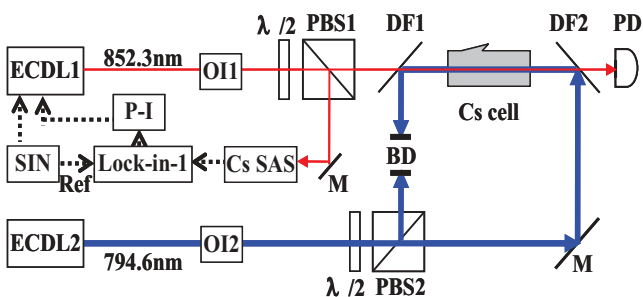 λ /2 PBS1 DF1 DF2 PD
ECDL1 852.3nm OI1
Cs cell
P-I
SIN Ref Lock-in-1 Cs SAS M BD
ECDL2 794.6nm OI2 M
λ /2 PBS2